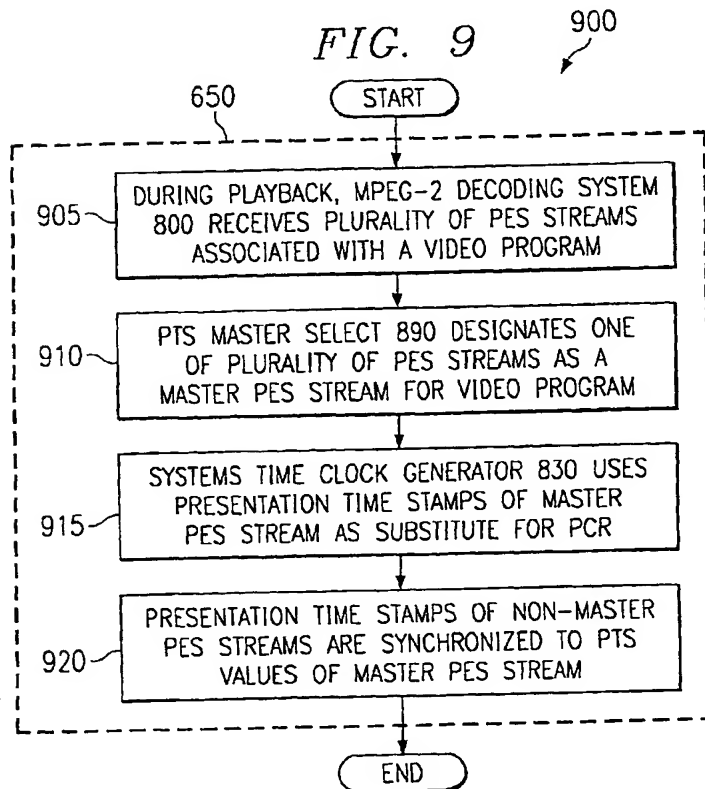 FIG. 9
900
START
650
905
DURING PLAYBACK, MPEG-2 DECODING SYSTEM
800 RECEIVES PLURALITY OF PES STREAMS
ASSOCIATED WITH A VIDEO PROGRAM
910
PTS MASTER SELECT 890 DESIGNATES ONE
OF PLURALITY OF PES STREAMS AS A
MASTER PES STREAM FOR VIDEO PROGRAM
915
SYSTEMS TIME CLOCK GENERATOR 830 USES
PRESENTATION TIME STAMPS OF MASTER
PES STREAM AS SUBSTITUTE FOR PCR
920
PRESENTATION TIME STAMPS OF NON-MASTER
PES STREAMS ARE SYNCHRONIZED TO PTS
VALUES OF MASTER PES STREAM
END